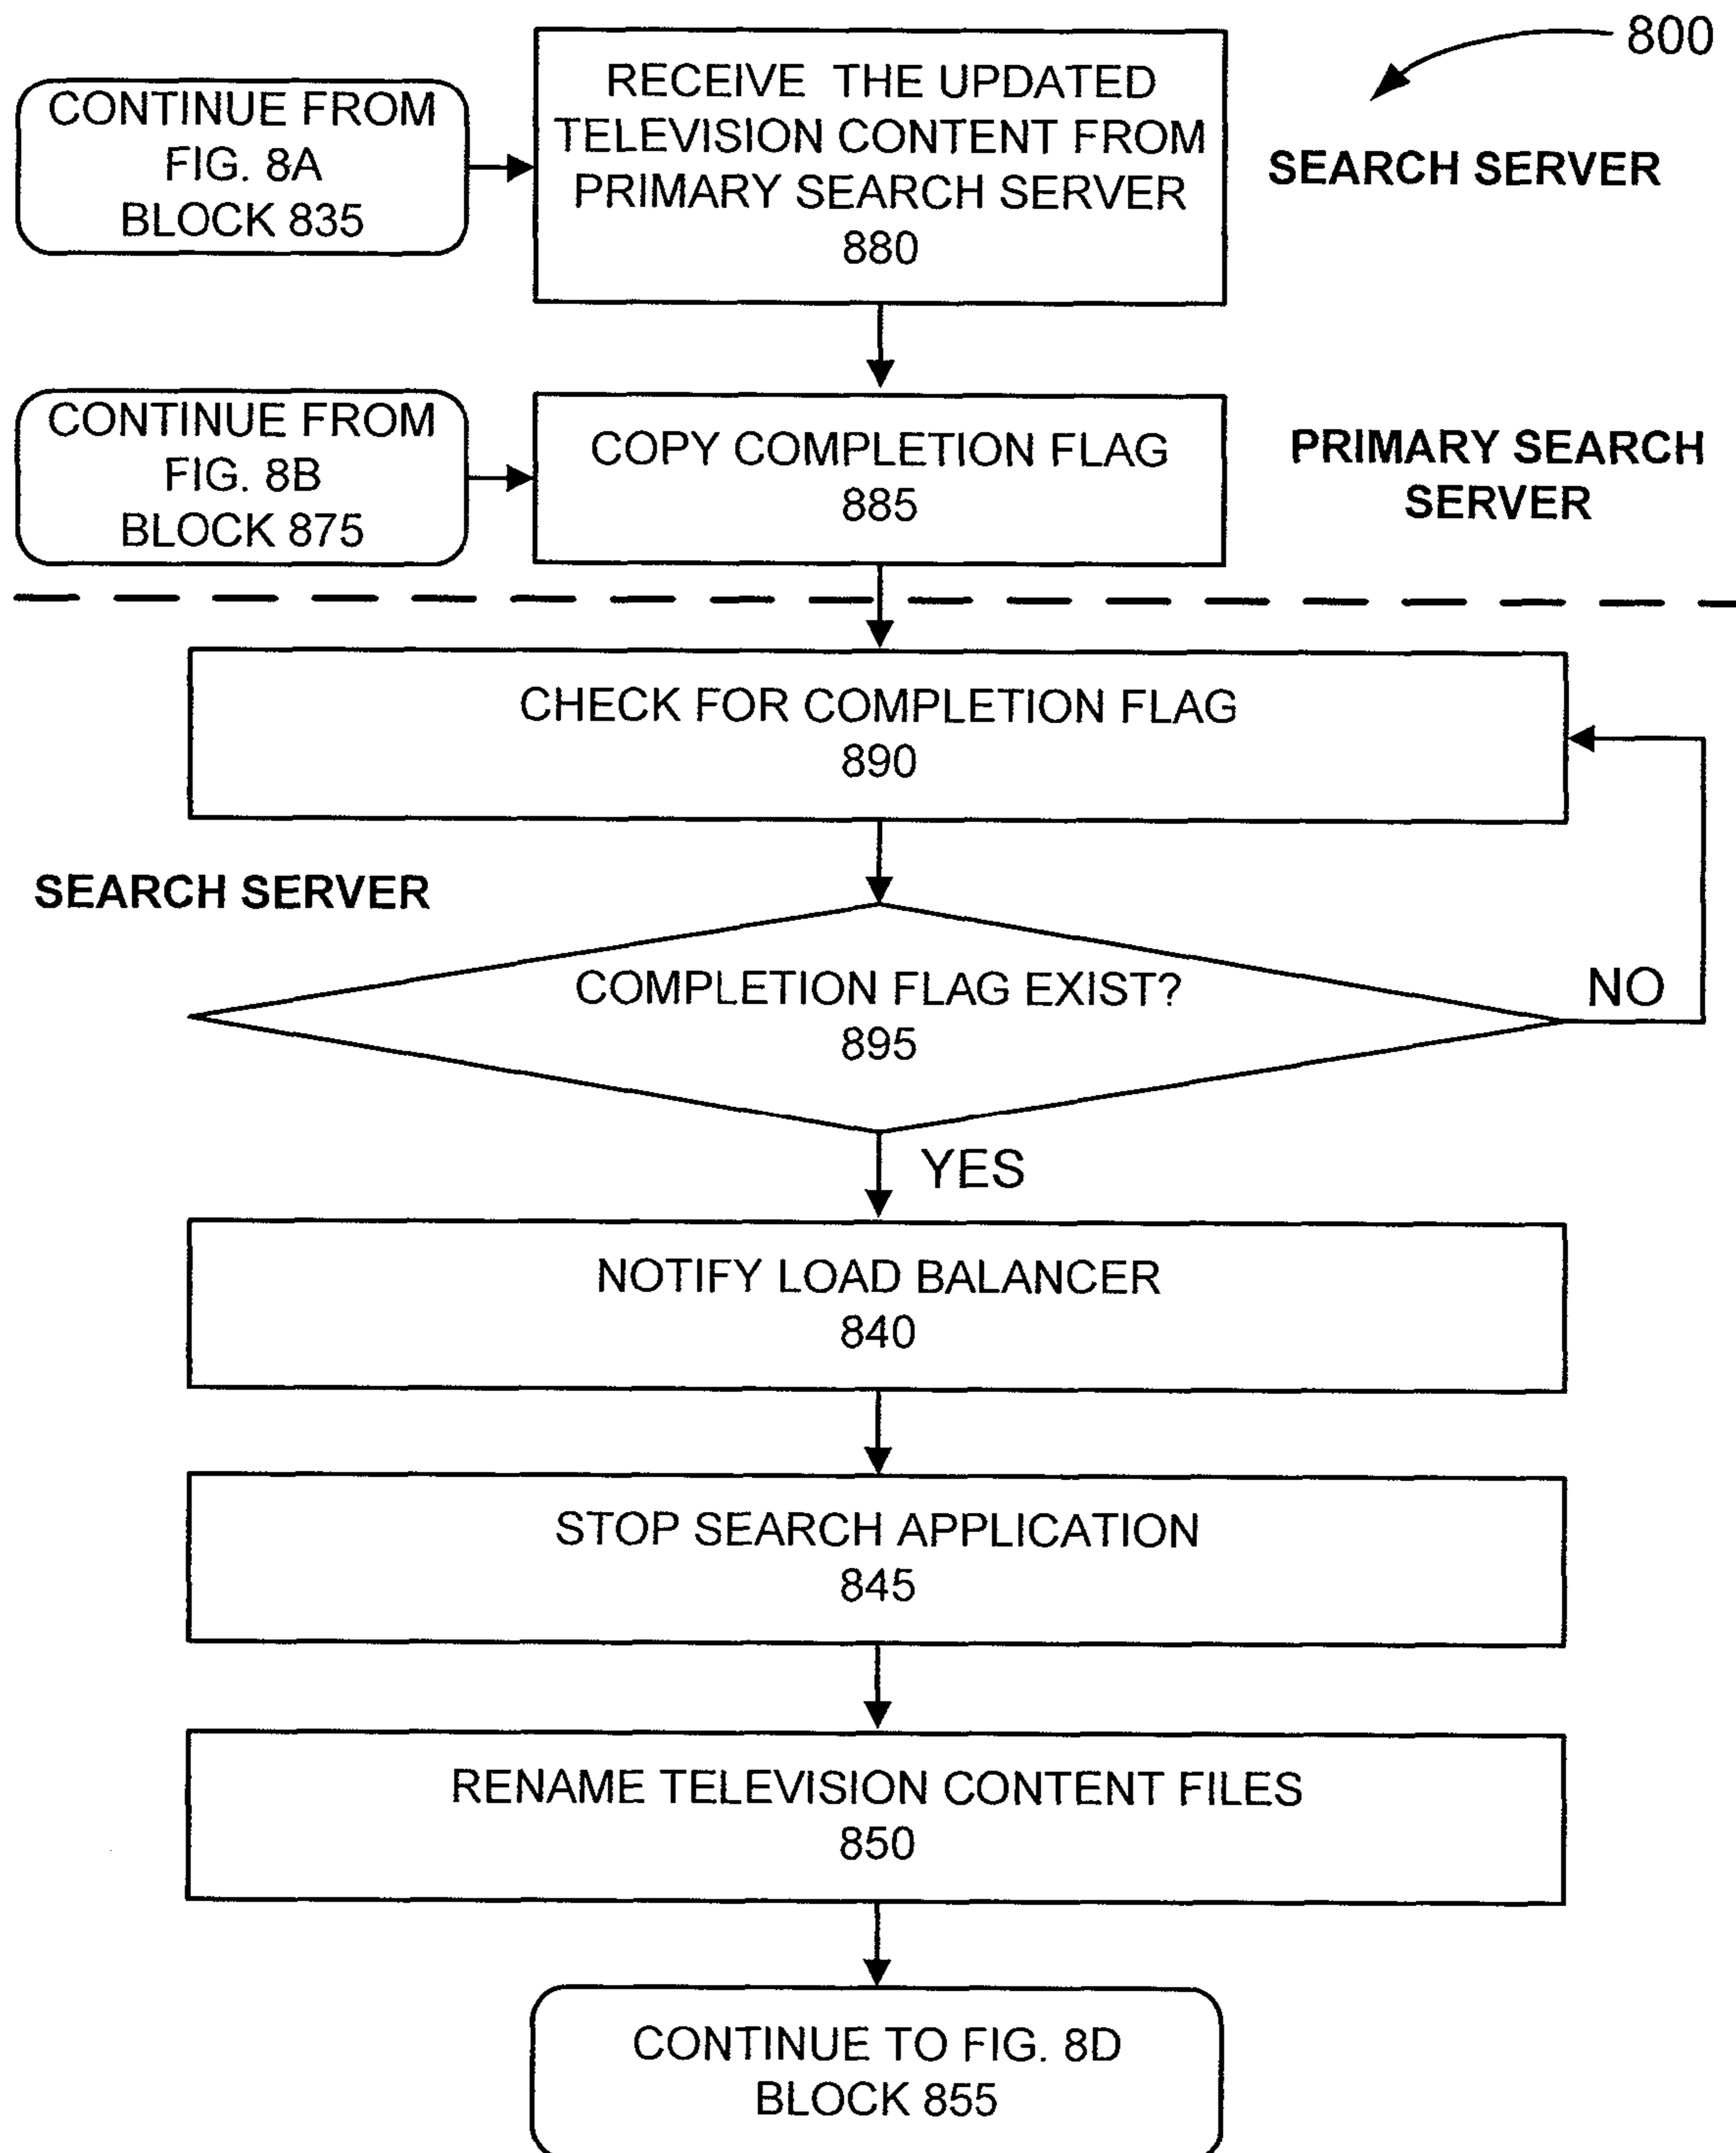 800
CONTINUE FROM
FIG. 8A
BLOCK 835
RECEIVE THE UPDATED
TELEVISION CONTENT FROM
PRIMARY SEARCH SERVER
880
SEARCH SERVER
CONTINUE FROM
FIG. 8B
BLOCK 875
COPY COMPLETION FLAG
885
PRIMARY SEARCH
SERVER
CHECK FOR COMPLETION FLAG
890
SEARCH SERVER
COMPLETION FLAG EXIST?
895
NO
YES
NOTIFY LOAD BALANCER
840
STOP SEARCH APPLICATION
845
RENAME TELEVISION CONTENT FILES
850
CONTINUE TO FIG. 8D
BLOCK 855